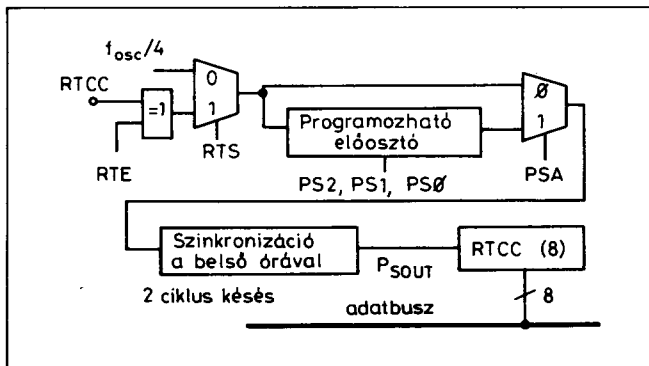 fosc/4
RTCC
=1
RTE
0
1
RTS
Programozható
előosztó
PS2, PS1, PSØ
Ø
1
PSA
Szinkronizáció
a belső órával
2 ciklus késés
PSOUT
RTCC (8)
8
adatbusz